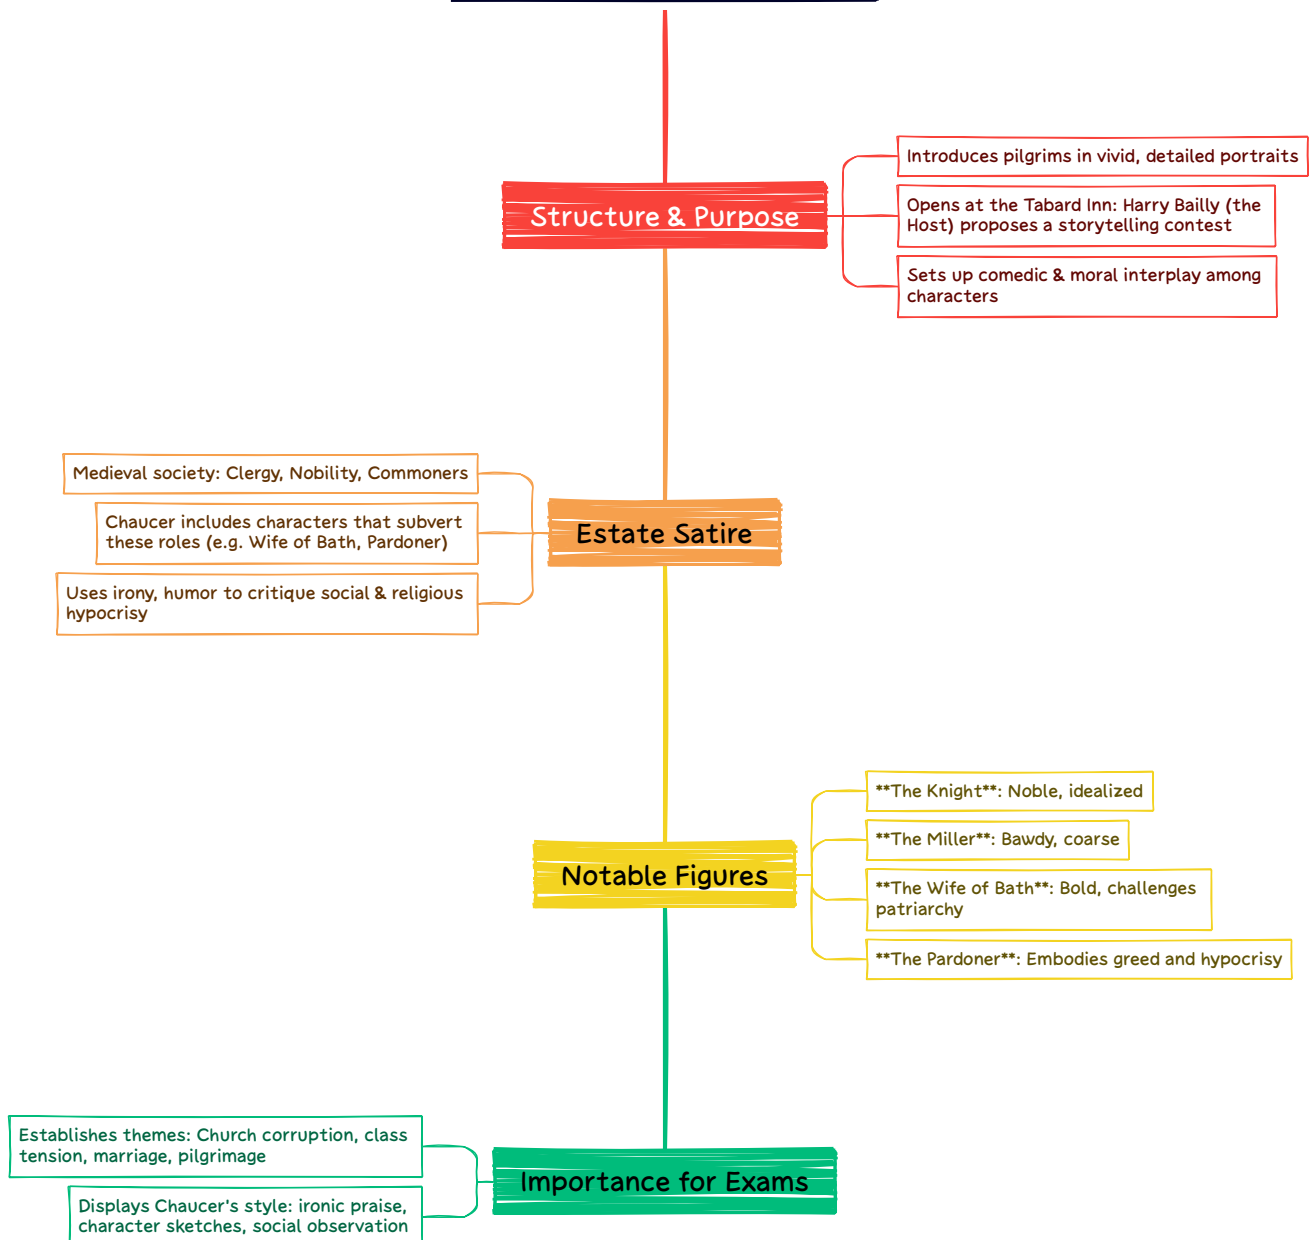 Structure & Purpose
Introduces pilgrims in vivid, detailed portraits
Opens at the Tabard Inn: Harry Bailly (the
Host) proposes a storytelling contest
Sets up comedic & moral interplay among
characters
Estate Satire
Medieval society: Clergy, Nobility, Commoners
Chaucer includes characters that subvert
these roles (e.g. Wife of Bath, Pardoner)
Uses irony, humor to critique social & religious
hypocrisy
Notable Figures
**The Knight**: Noble, idealized
**The Miller**: Bawdy, coarse
**The Wife of Bath**: Bold, challenges
patriarchy
**The Pardoner**: Embodies greed and hypocrisy
Importance for Exams
Establishes themes: Church corruption, class
tension, marriage, pilgrimage
Displays Chaucer's style: ironic praise,
character sketches, social observation